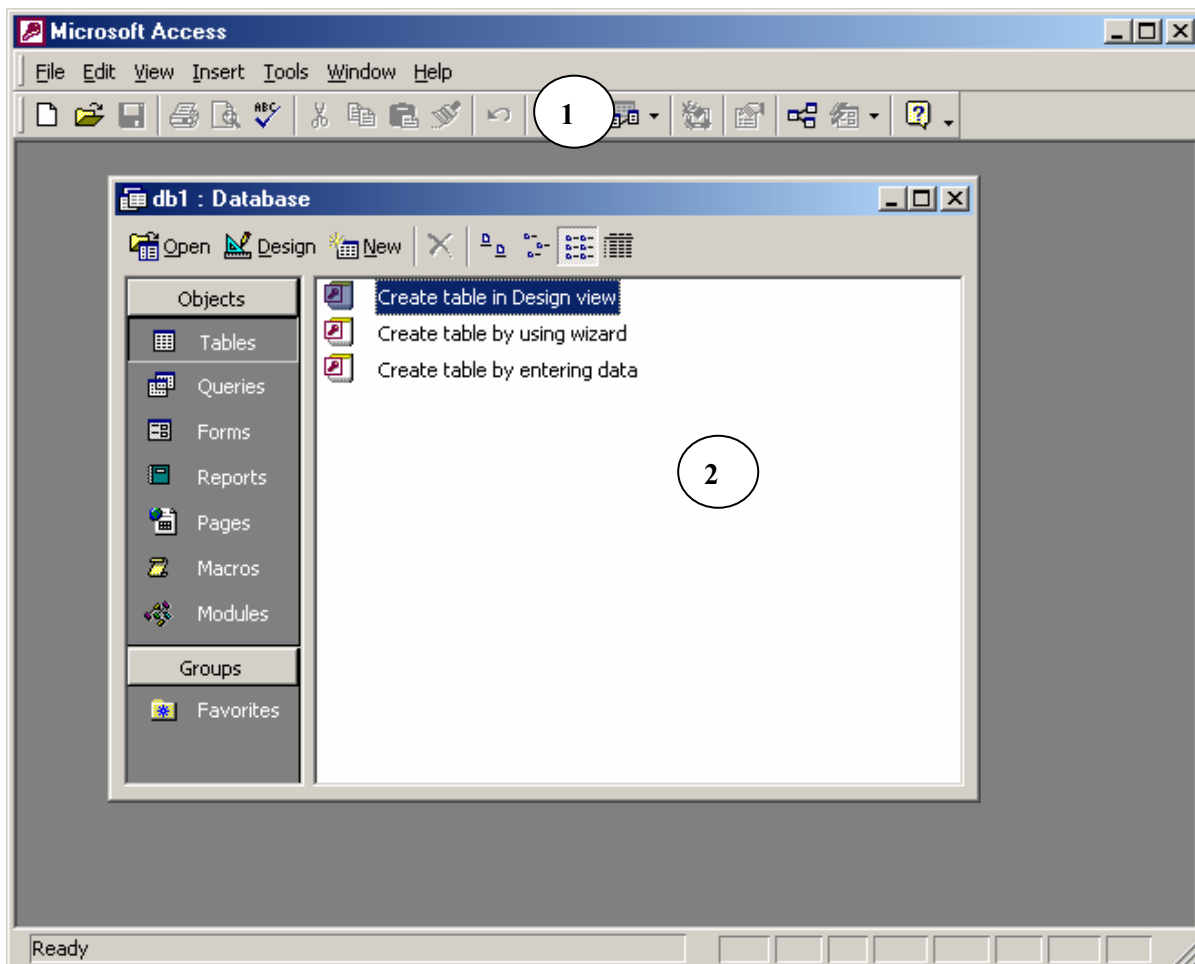 Microsoft Access
File Edit View Insert Tools Window Help
ABC
1
db1 : Database
Open Design New
Objects
Tables
Queries
Forms
Reports
Pages
Macros
Modules
Groups
Favorites
Create table in Design view
Create table by using wizard
Create table by entering data
2
Ready